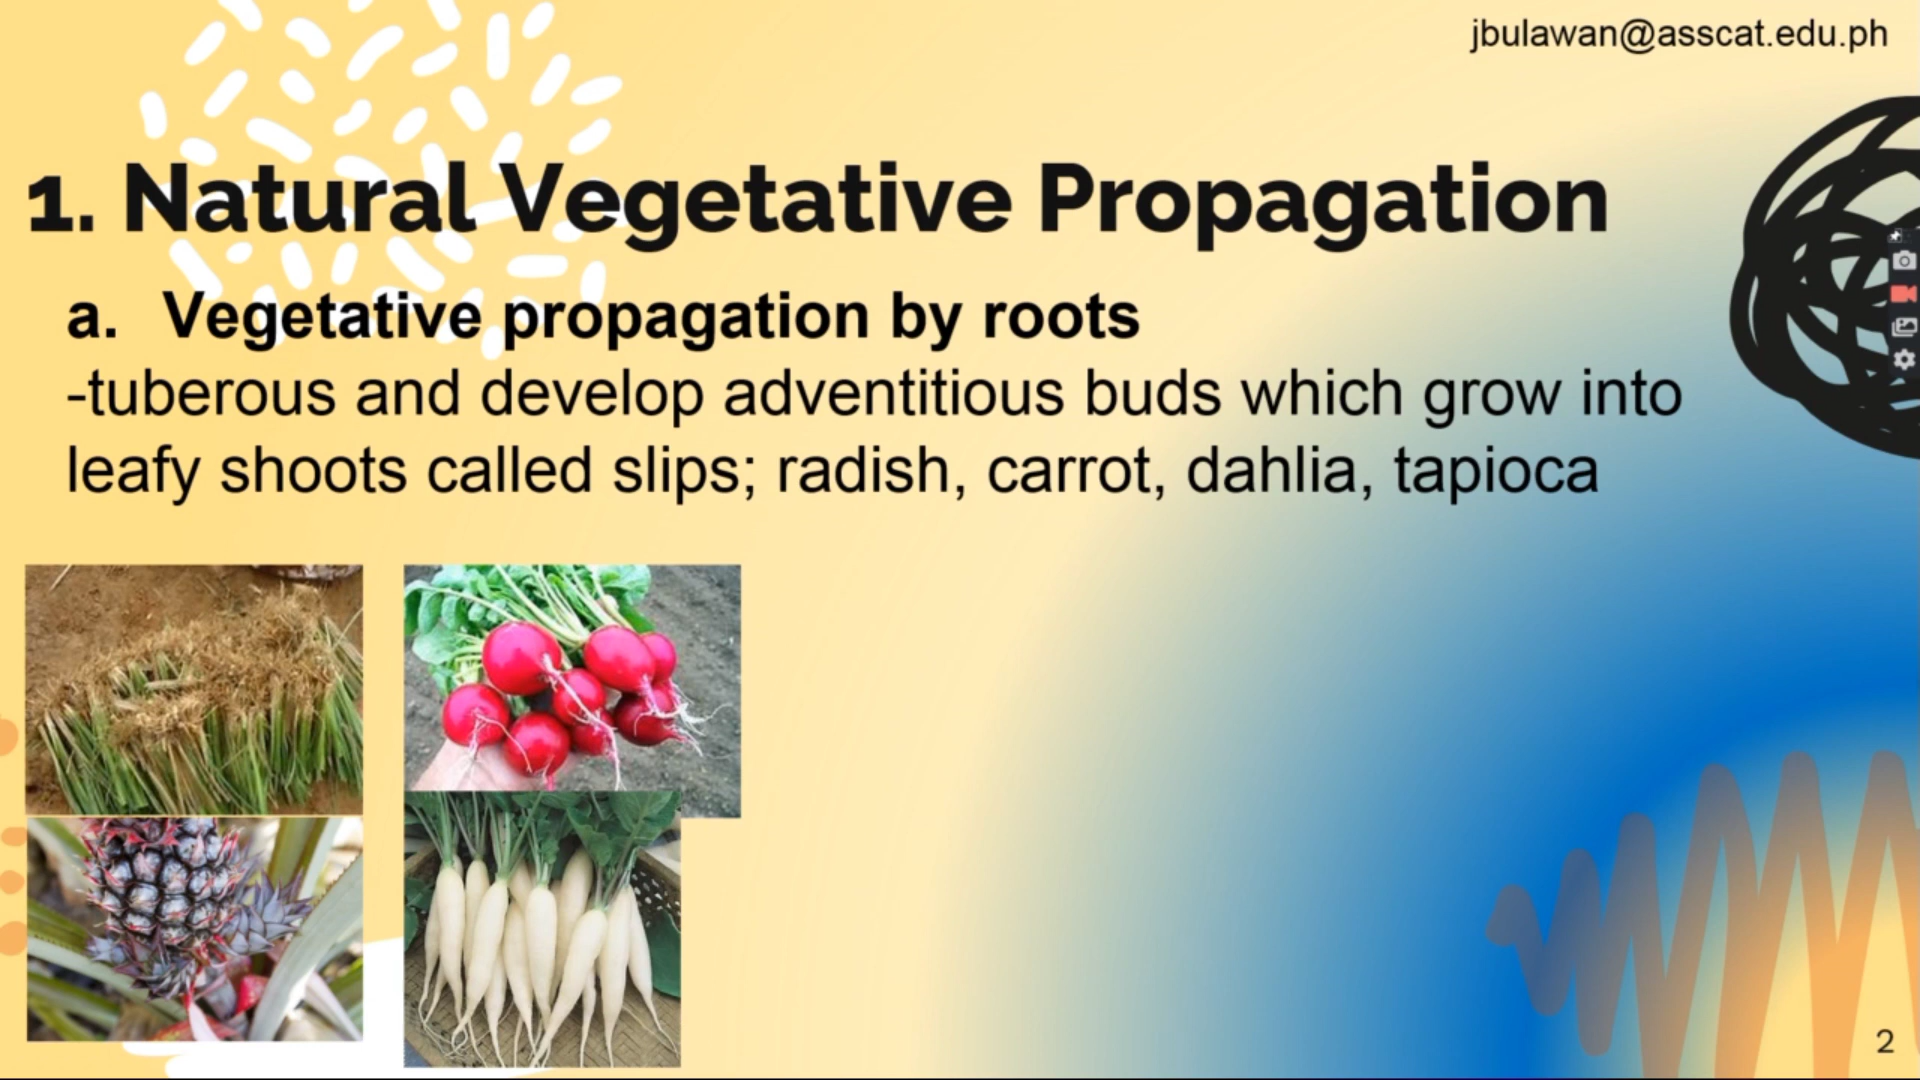 jbulawan@asscat.edu.ph
1. Natural Vegetative Propagation
a. Vegetative propagation by roots
-tuberous and develop adventitious buds which grow into
leafy shoots called slips; radish, carrot, dahlia, tapioca
2